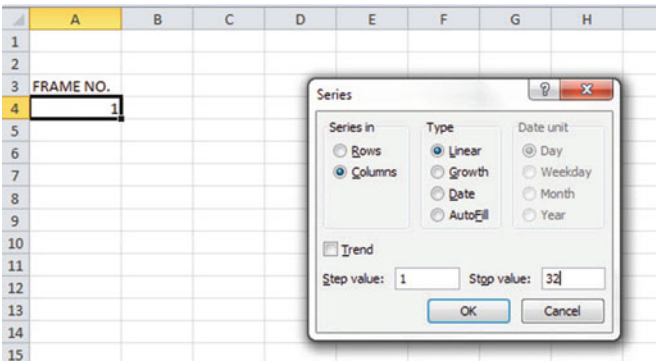 A B C D E F G H
1
2
3 FRAME NO.
4 1
5
6
7
8
9
10
11
12
13
14
15
Series
?
Series in
Rows
Columns
Type
Linear
Growth
Date
AutoFill
Date unit
Day
Weekday
Month
Year
Trend
Step value: 1
Stop value: 32
OK Cancel